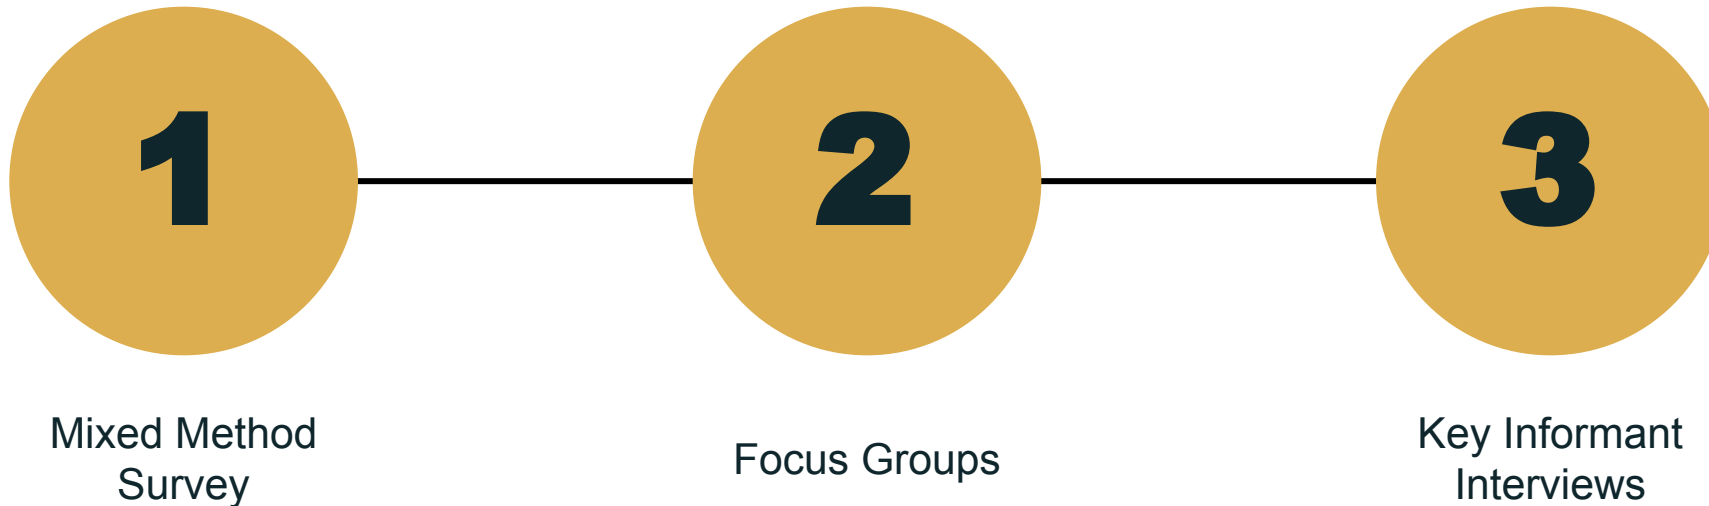 1
2
3
Mixed Method
Survey
Focus Groups
Key Informant
Interviews